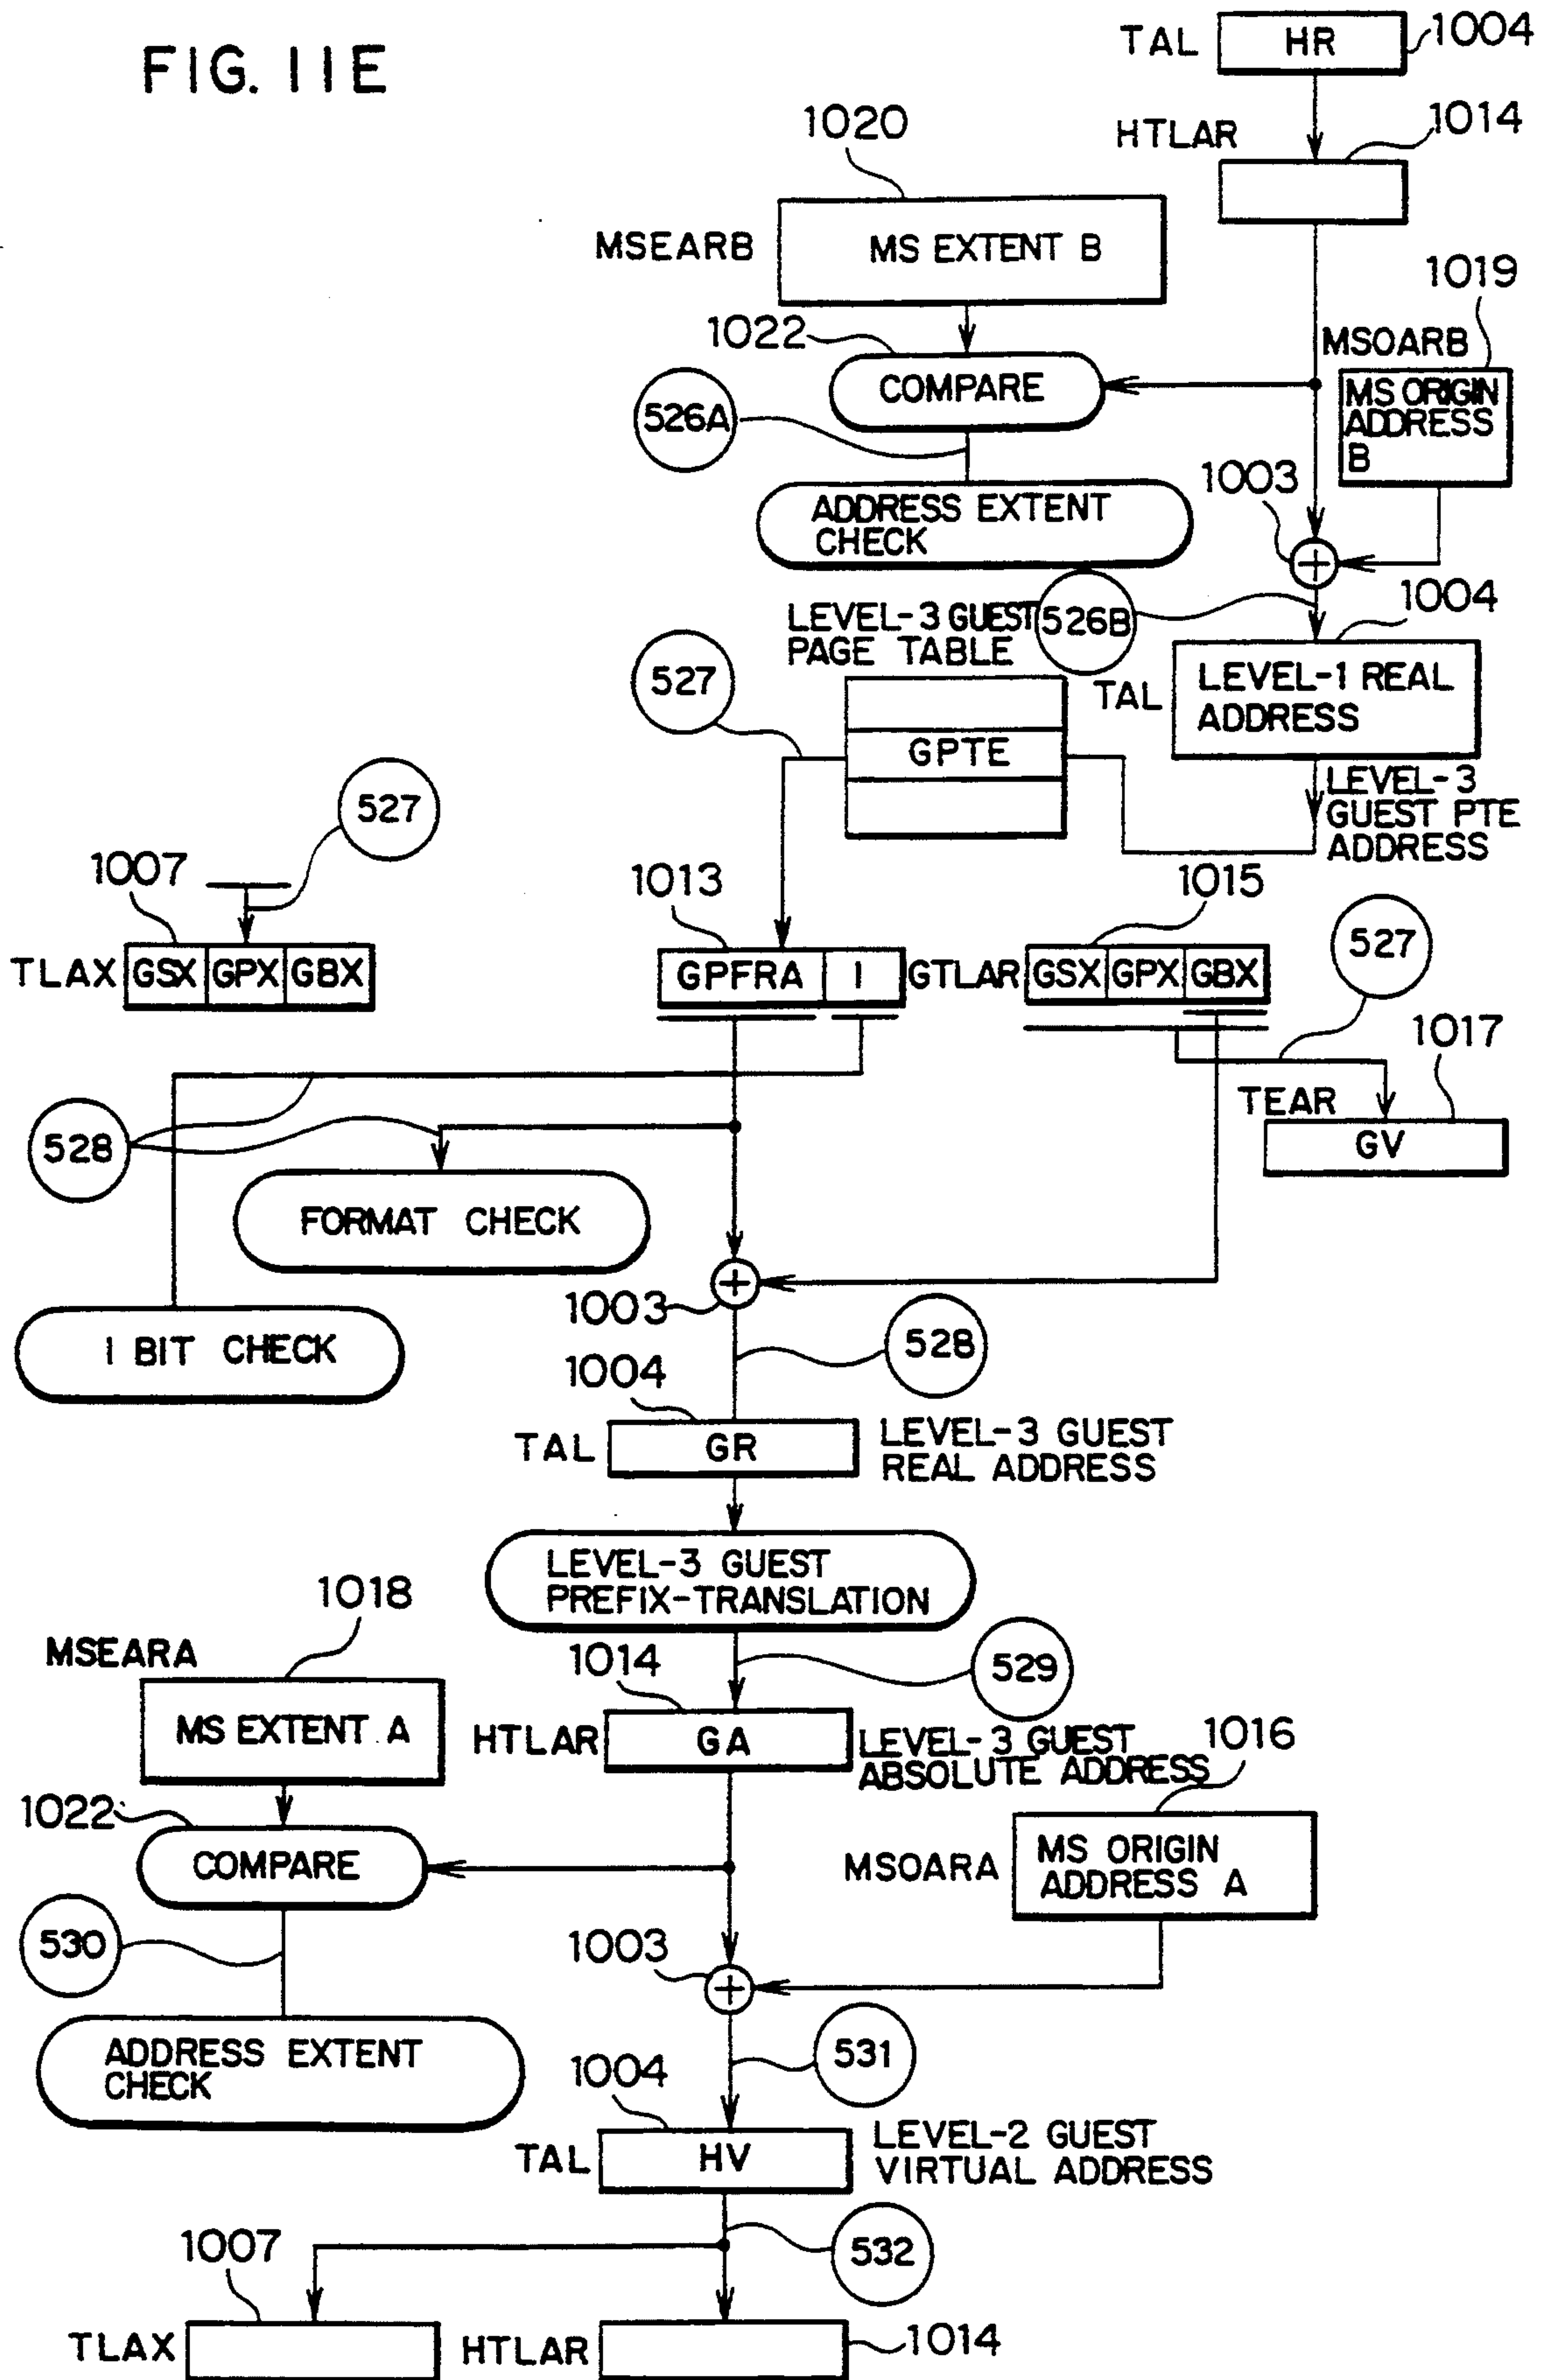 FIG. 11E
TAL
HR
1004
HTLAR
1014
1020
MSEARB
MS EXTENT B
1019
1022
MSOARB
COMPARE
MS ORIGIN
ADDRESS
B
526A
1003
ADDRESS EXTENT
CHECK
526B
1004
LEVEL-3 GUEST
PAGE TABLE
527
TAL
LEVEL-1 REAL
ADDRESS
GPTE
LEVEL-3
GUEST PTE
ADDRESS
527
1007
1013
1015
527
TLAX
GSX
GPX
GBX
GPFRA
I
GTLAR
GSX
GPX
GBX
1017
TEAR
GV
528
FORMAT CHECK
1003
I BIT CHECK
528
1004
TAL
GR
LEVEL-3 GUEST
REAL ADDRESS
LEVEL-3 GUEST
PREFIX-TRANSLATION
1018
MSEARA
1014
529
MS EXTENT A
HTLAR
GA
LEVEL-3 GUEST
ABSOLUTE ADDRESS
1016
1022
COMPARE
MSOARA
MS ORIGIN
ADDRESS A
530
1003
ADDRESS EXTENT
CHECK
531
1004
TAL
HV
LEVEL-2 GUEST
VIRTUAL ADDRESS
1007
532
TLAX
HTLAR
1014